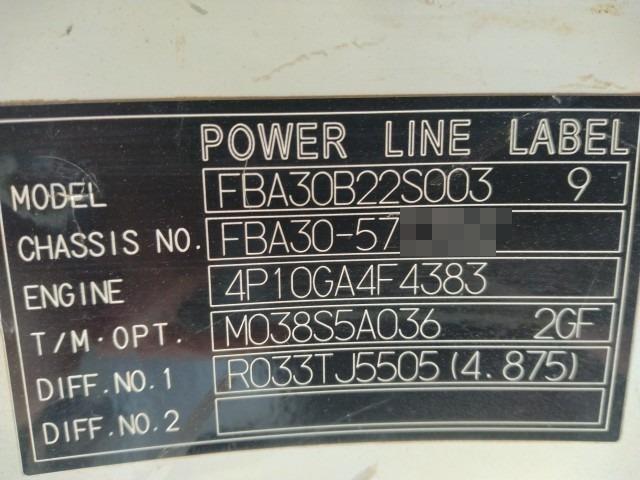 POWER LINE LABEL
MODEL FBA30B22S003 9
CHASSIS NO. FBA30-57
ENGINE 4P10GA4F4383
T/M·OPT. M038S5A036 2GF
DIFF.NO.1 R033TJ5505(4.875)
DIFF.NO.2